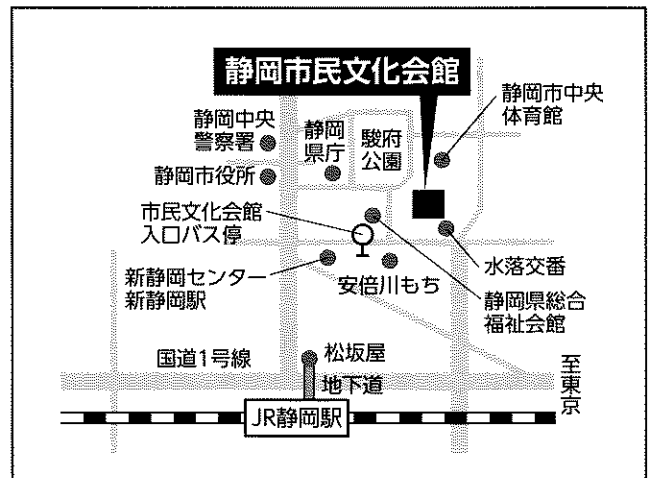 静岡市民文化会館
静岡市中央
体育館
静岡中央
警察署
静岡
県庁
駿府
公園
静岡市役所
市民文化会館
入口バス停
水落交番
新静岡センター
新静岡駅
安倍川もち
静岡県総合
福祉会館
国道1号線
松坂屋
地下道
至東京
JR静岡駅